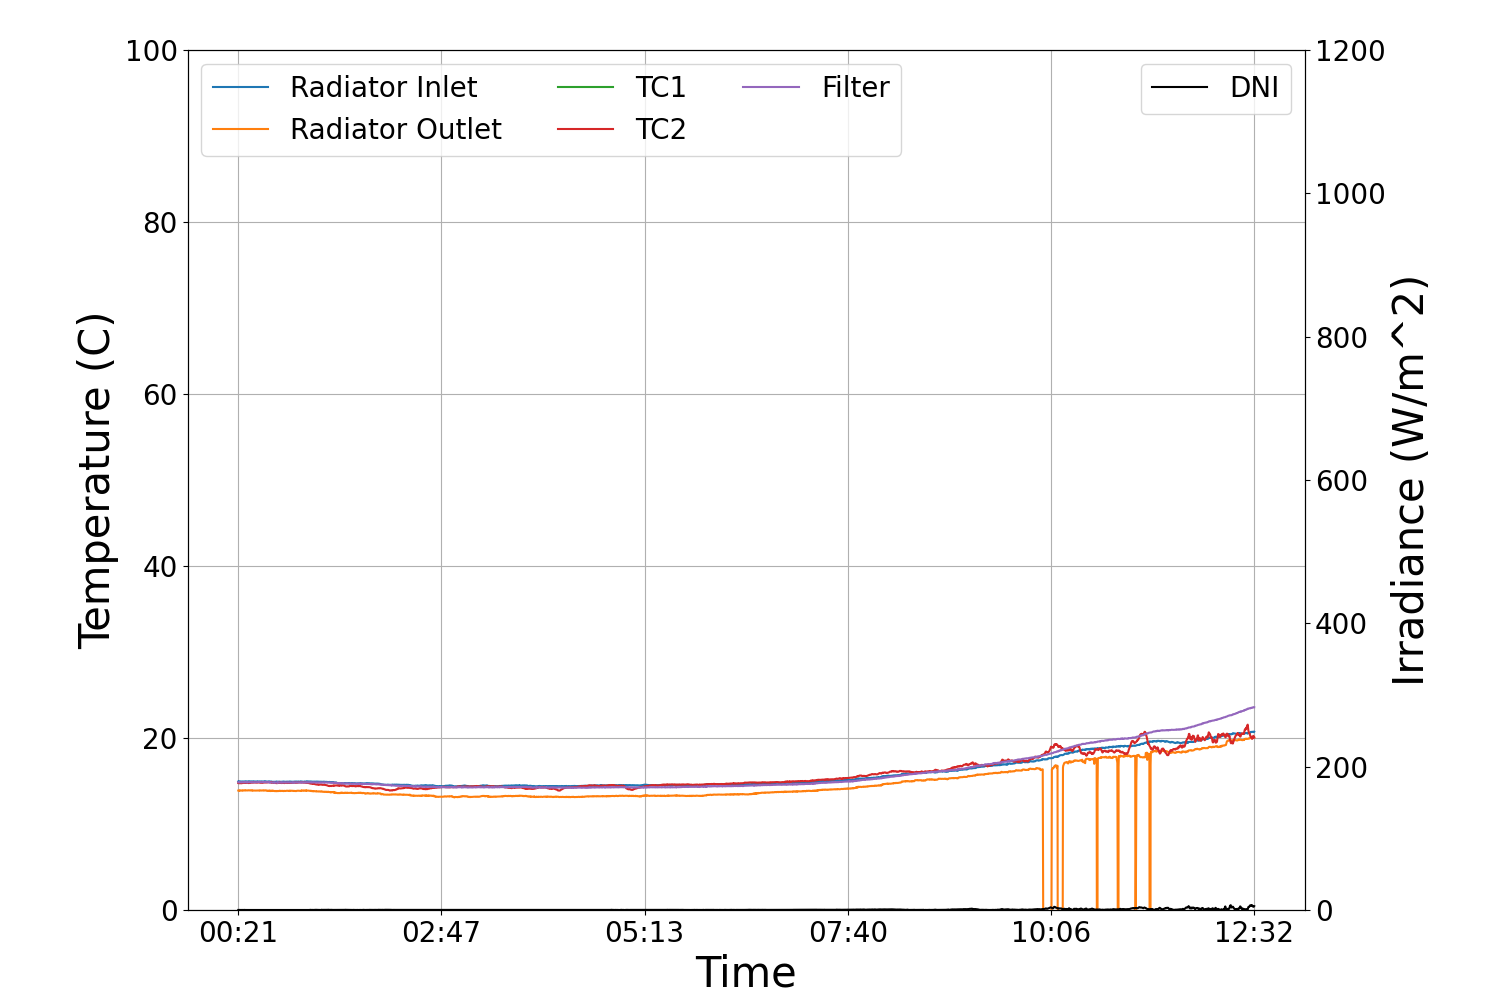 100
80
60
40
20
0
Temperature (C)
Radiator Inlet
Radiator Outlet
TC1
TC2
Filter
DNI
1200
1000
800
600
400
200
0
Irradiance (W/m^2)
00:21 02:47 05:13 07:40 10:06 12:32
Time